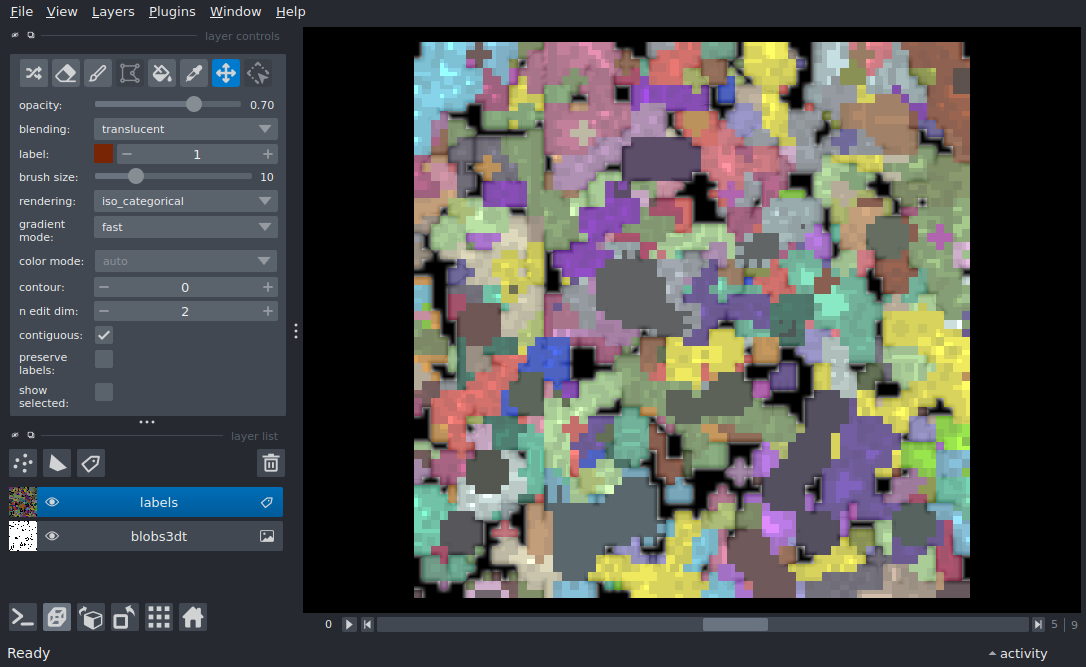 File View Layers Plugins Window Help
layer controls
opacity: 0.70
blending: translucent
label: 1
brush size: 10
rendering: iso_categorical
gradient
mode: fast
color mode: auto
contour: 0
n edit dim: 2
contiguous:
preserve
labels:
show
selected:
layer list
labels
blobs3dt
0 5 | 9
Ready activity